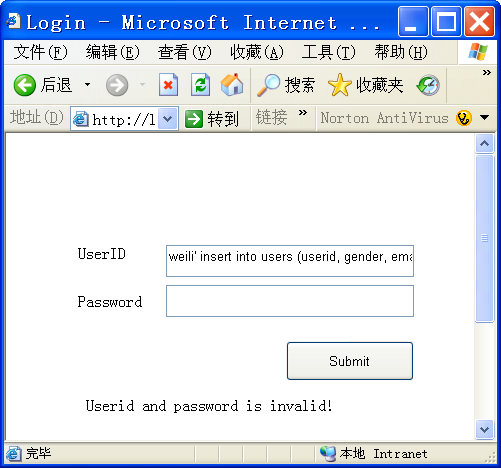 Login - Microsoft Internet ...
文件(F) 编辑(E) 查看(V) 收藏(A) 工具(T) 帮助(H)
后退 搜索 收藏夹 »
地址(D) http://l 转到 链接 » Norton AntiVirus
UserID weili' insert into users (userid, gender, ema
Password
Submit
Userid and password is invalid!
完毕 本地 Intranet